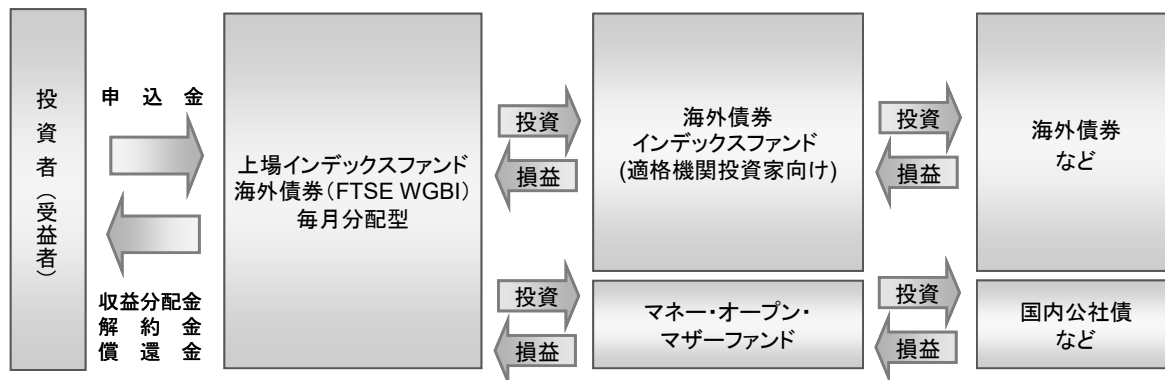 投資者（受益者）
申 込 金
収益分配金
解 約 金
償 還 金
上場インデックスファンド
海外債券（FTSE WGBI）
毎月分配型
投資
損益
投資
損益
海外債券
インデックスファンド
(適格機関投資家向け)
マネー・オープン・
マザーファンド
投資
損益
投資
損益
海外債券
など
国内公社債
など